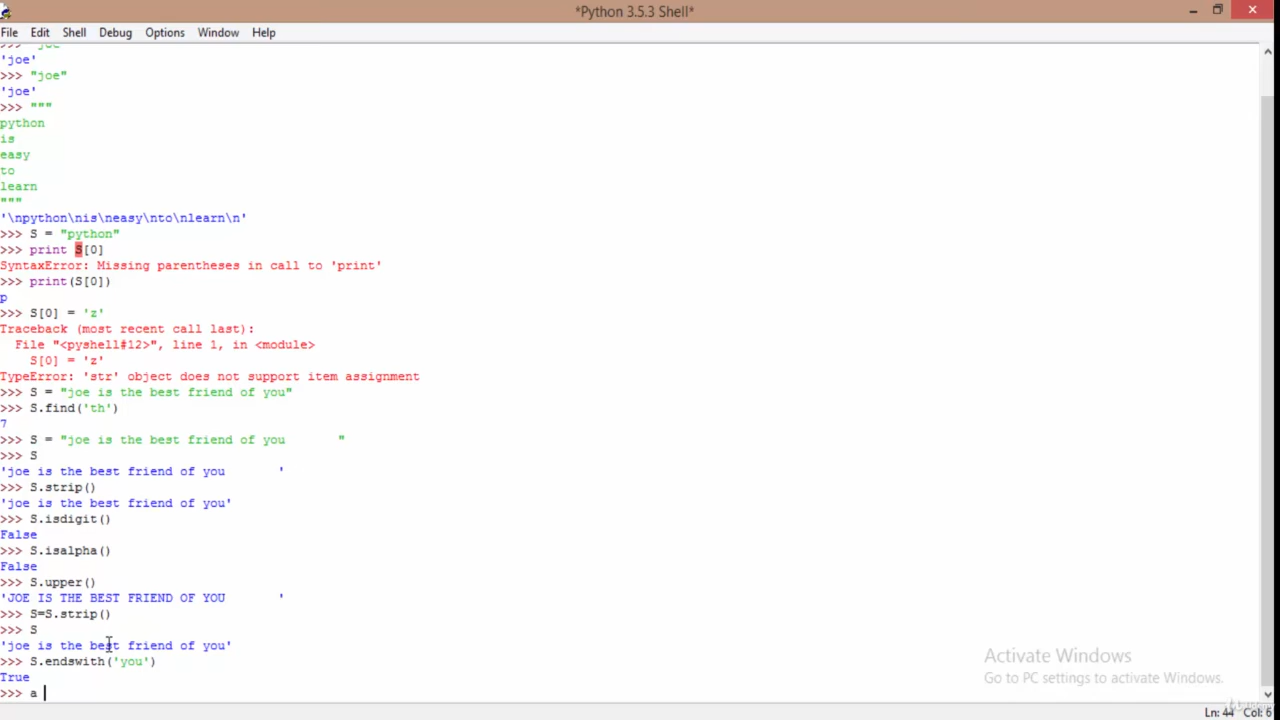 *Python 3.5.3 Shell*
File Edit Shell Debug Options Window Help
'joe'
>>> "joe"
'joe'
>>> """
python
is
easy
to
learn
"""
'\npython\nis\neasy\nto\nlearn\n'
>>> S = "python"
>>> print S[0]
SyntaxError: Missing parentheses in call to 'print'
>>> print(S[0])
p
>>> S[0] = 'z'
Traceback (most recent call last):
  File "<pyshell#12>", line 1, in <module>
    S[0] = 'z'
TypeError: 'str' object does not support item assignment
>>> S = "joe is the best friend of you"
>>> S.find('th')
7
>>> S = "joe is the best friend of you       "
>>> S
'joe is the best friend of you       '
>>> S.strip()
'joe is the best friend of you'
>>> S.isdigit()
False
>>> S.isalpha()
False
>>> S.upper()
'JOE IS THE BEST FRIEND OF YOU       '
>>> S=S.strip()
>>> S
'joe is the best friend of you'
>>> S.endswith('you')
True
>>> a
Activate Windows
Go to PC settings to activate Windows.
Ln: 44 Col: 6